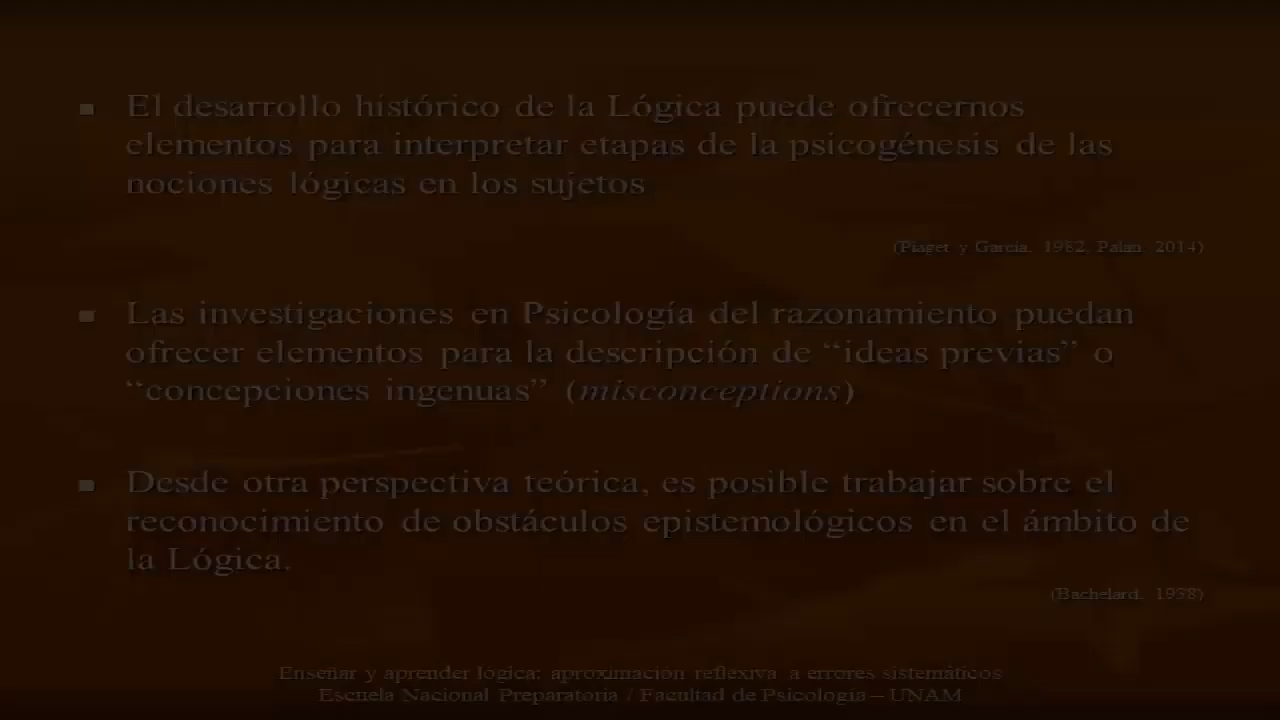 El desarrollo histórico de la Lógica puede ofrecernos
elementos para interpretar etapas de la psicogénesis de las
nociones lógicas en los sujetos
(Piaget y García, 1982, Palau, 2014)
Las investigaciones en Psicología del razonamiento puedan
ofrecer elementos para la descripción de “ideas previas” o
“concepciones ingenuas” (misconceptions)
Desde otra perspectiva teórica, es posible trabajar sobre el
reconocimiento de obstáculos epistemológicos en el ámbito de
la Lógica.
(Bachelard, 1938)
Enseñar y aprender lógica: aproximación reflexiva a errores sistemáticos
Escuela Nacional Preparatoria / Facultad de Psicología – UNAM